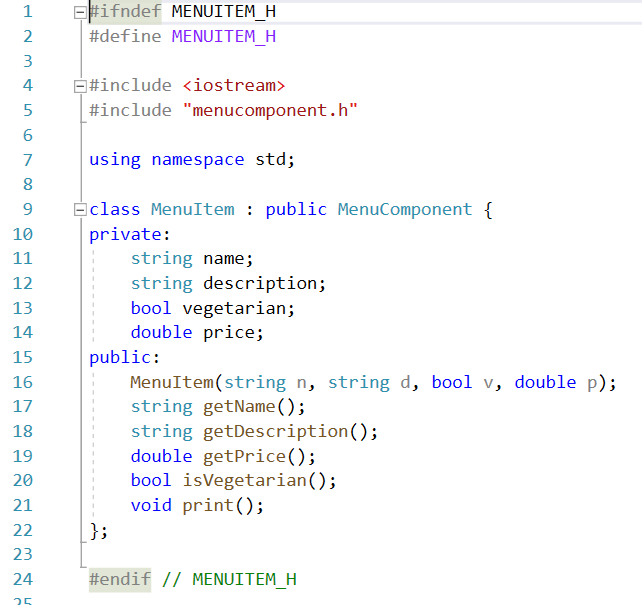 1 #ifndef MENUITEM_H
2 #define MENUITEM_H
3
4 #include <iostream>
5 #include "menucomponent.h"
6
7 using namespace std;
8
9 class MenuItem : public MenuComponent {
10 private:
11 string name;
12 string description;
13 bool vegetarian;
14 double price;
15 public:
16 MenuItem(string n, string d, bool v, double p);
17 string getName();
18 string getDescription();
19 double getPrice();
20 bool isVegetarian();
21 void print();
22 };
23
24 #endif // MENUITEM_H
25